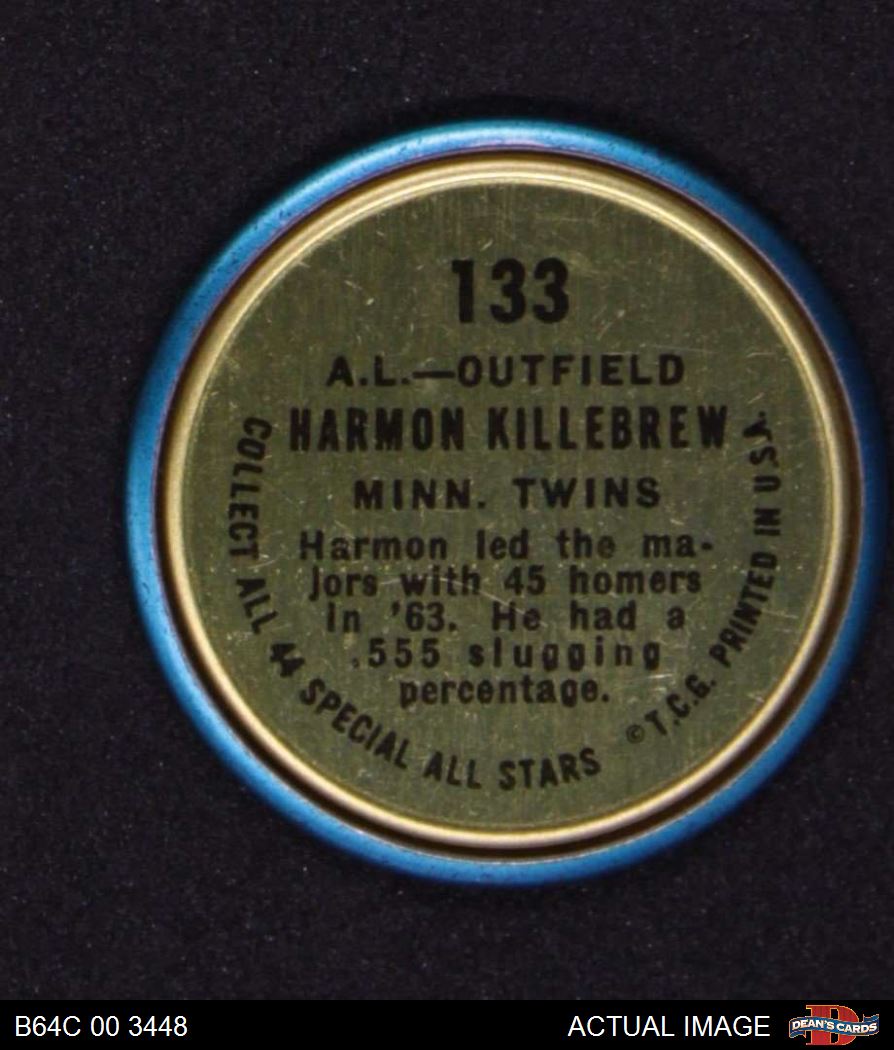 133
A.L.—OUTFIELD
HARMON KILLEBREW
MINN. TWINS
Harmon led the ma-
jors with 45 homers
in '63. He had a
.555 slugging
percentage.
COLLECT ALL 44 SPECIAL ALL STARS
©T.C.G. PRINTED IN U.S.A.
B64C 00 3448
ACTUAL IMAGE
D
DEAN'S CARDS